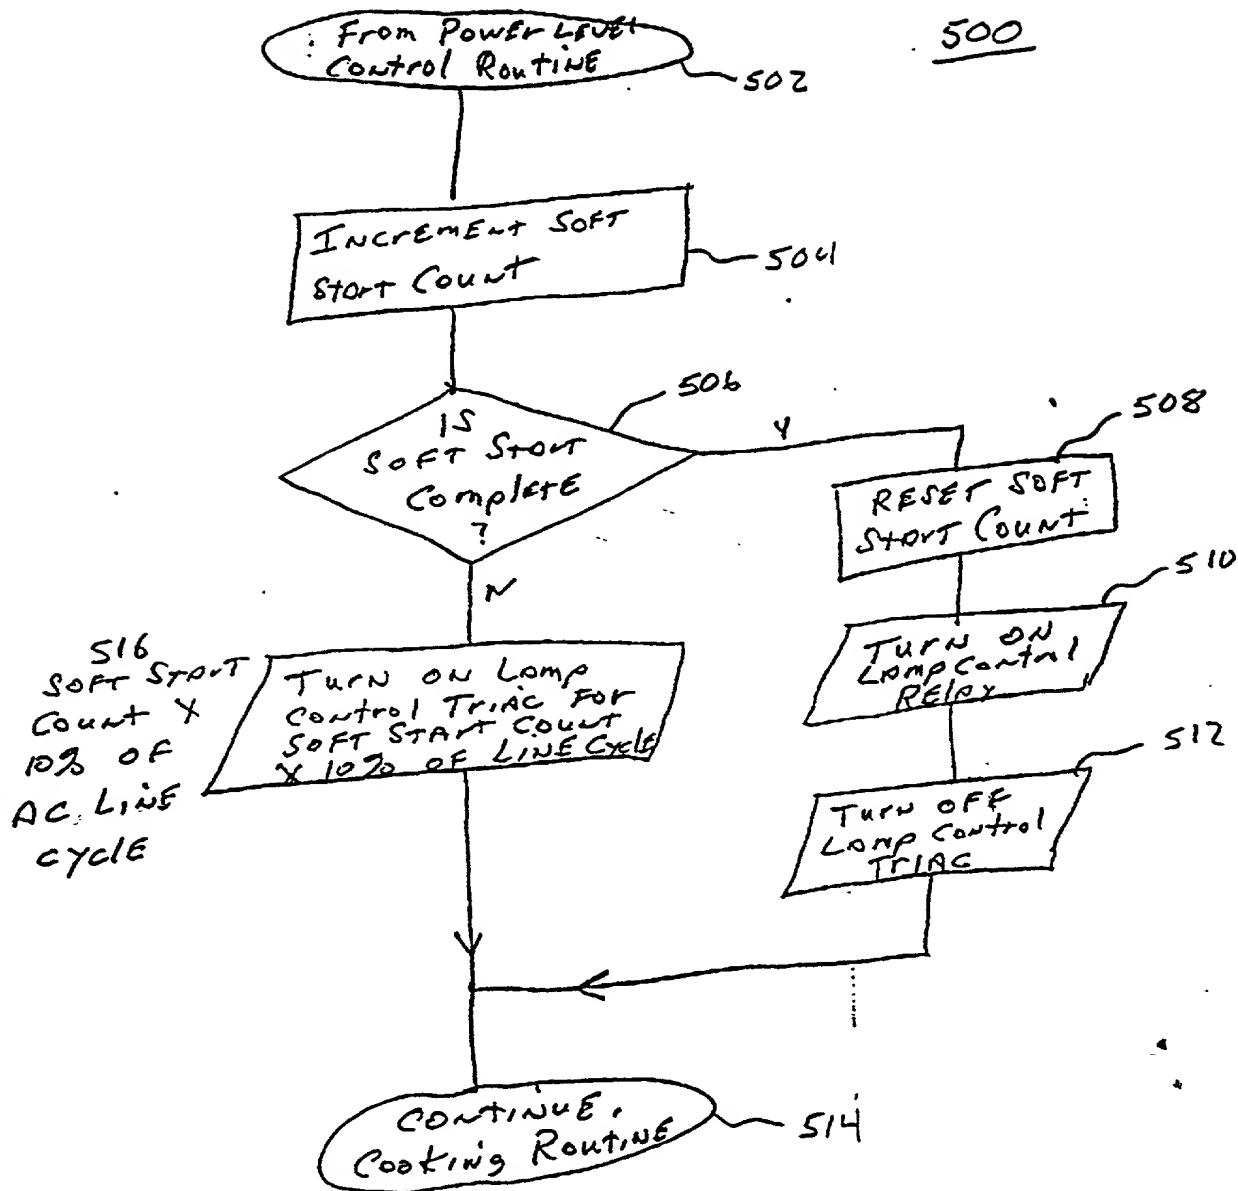 500
From Power Level
Control Routine
502
Increment Soft
Start Count
504
Is
Soft Start
Complete
?
506
Y
N
508
Reset Soft
Start Count
510
Turn on
Lamp Control
Relay
512
Turn off
Lamp Control
Triac
516
Soft Start
Count X
10% of
AC Line
cycle
Turn on Lamp
Control Triac For
Soft Start Count
X 10% of Line Cycle
Continue
Cooking Routine
514